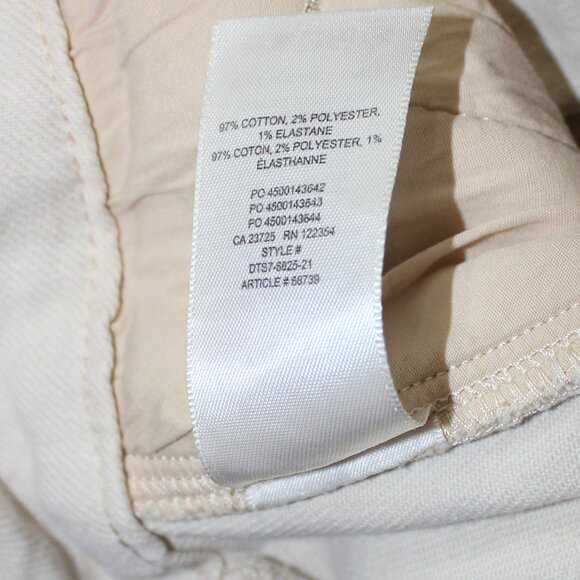 97% COTTON, 2% POLYESTER,
1% ELASTANE
97% COTON, 2% POLYESTER, 1%
ÉLASTHANNE
PO 4500143642
PO 4500143643
PO 4500143644
CA 23725 RN 122354
STYLE #
DTS7-6825-21
ARTICLE # 68739